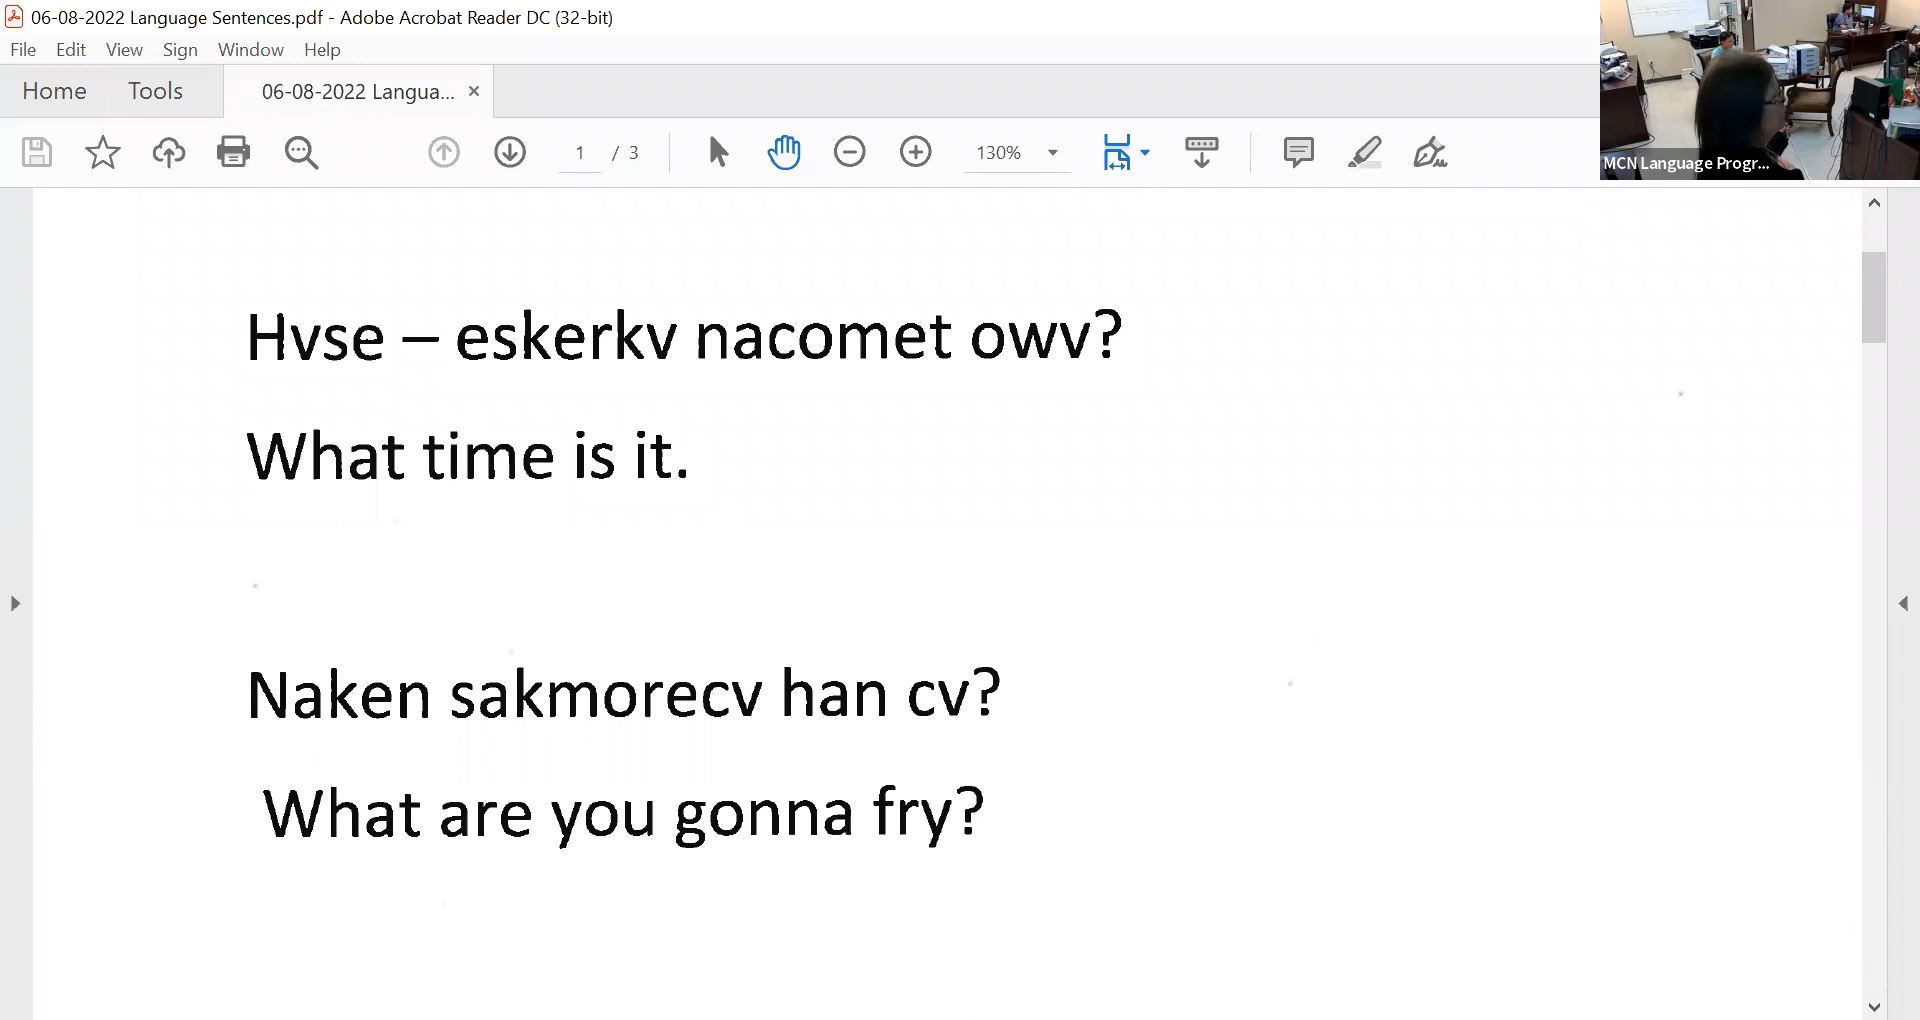 06-08-2022 Language Sentences.pdf - Adobe Acrobat Reader DC (32-bit)
File Edit View Sign Window Help
Home Tools 06-08-2022 Langua... ×
1 / 3 130%
MCN Language Progr...
Hvse – eskerkv nacomet owv?
What time is it.
Naken sakmorecv han cv?
What are you gonna fry?